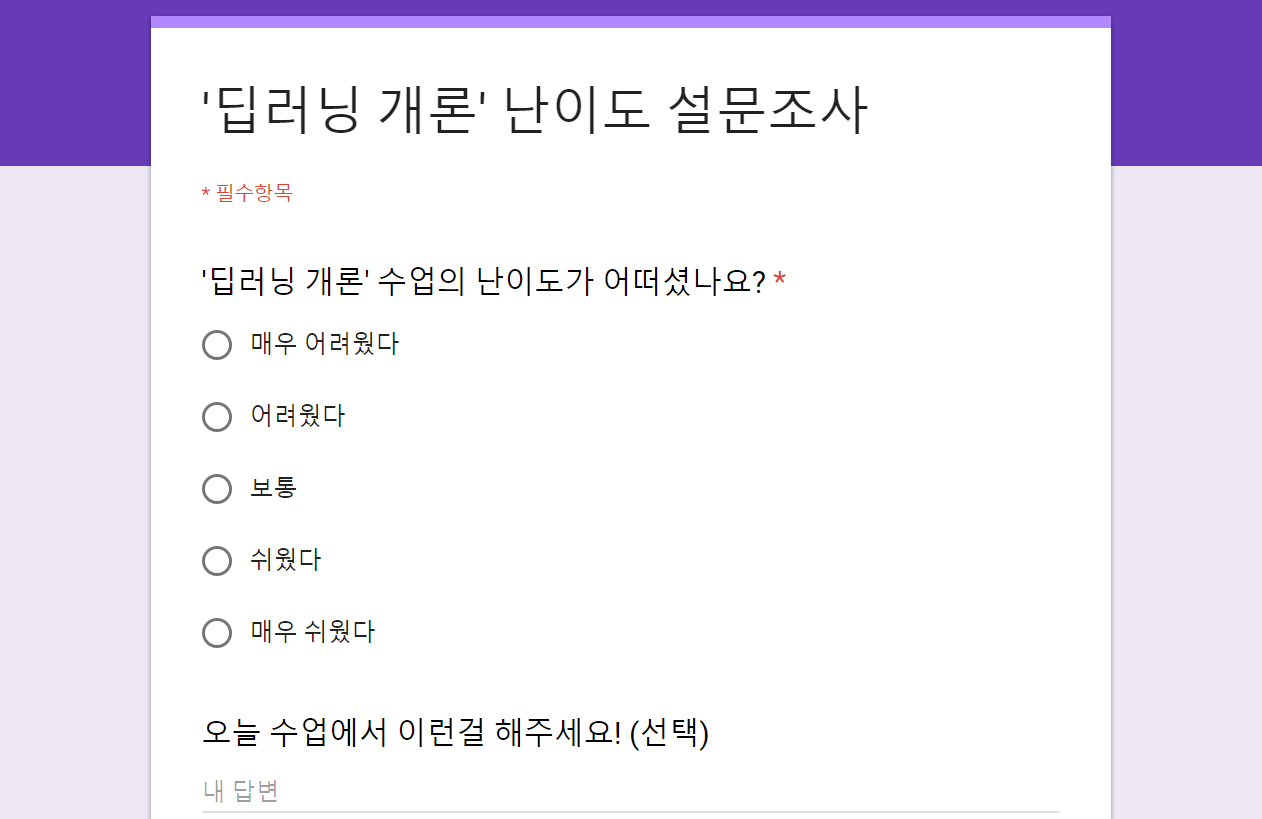 '딥러닝 개론' 난이도 설문조사
* 필수항목
'딥러닝 개론' 수업의 난이도가 어떠셨나요? *
매우 어려웠다
어려웠다
보통
쉬웠다
매우 쉬웠다
오늘 수업에서 이런걸 해주세요! (선택)
내 답변